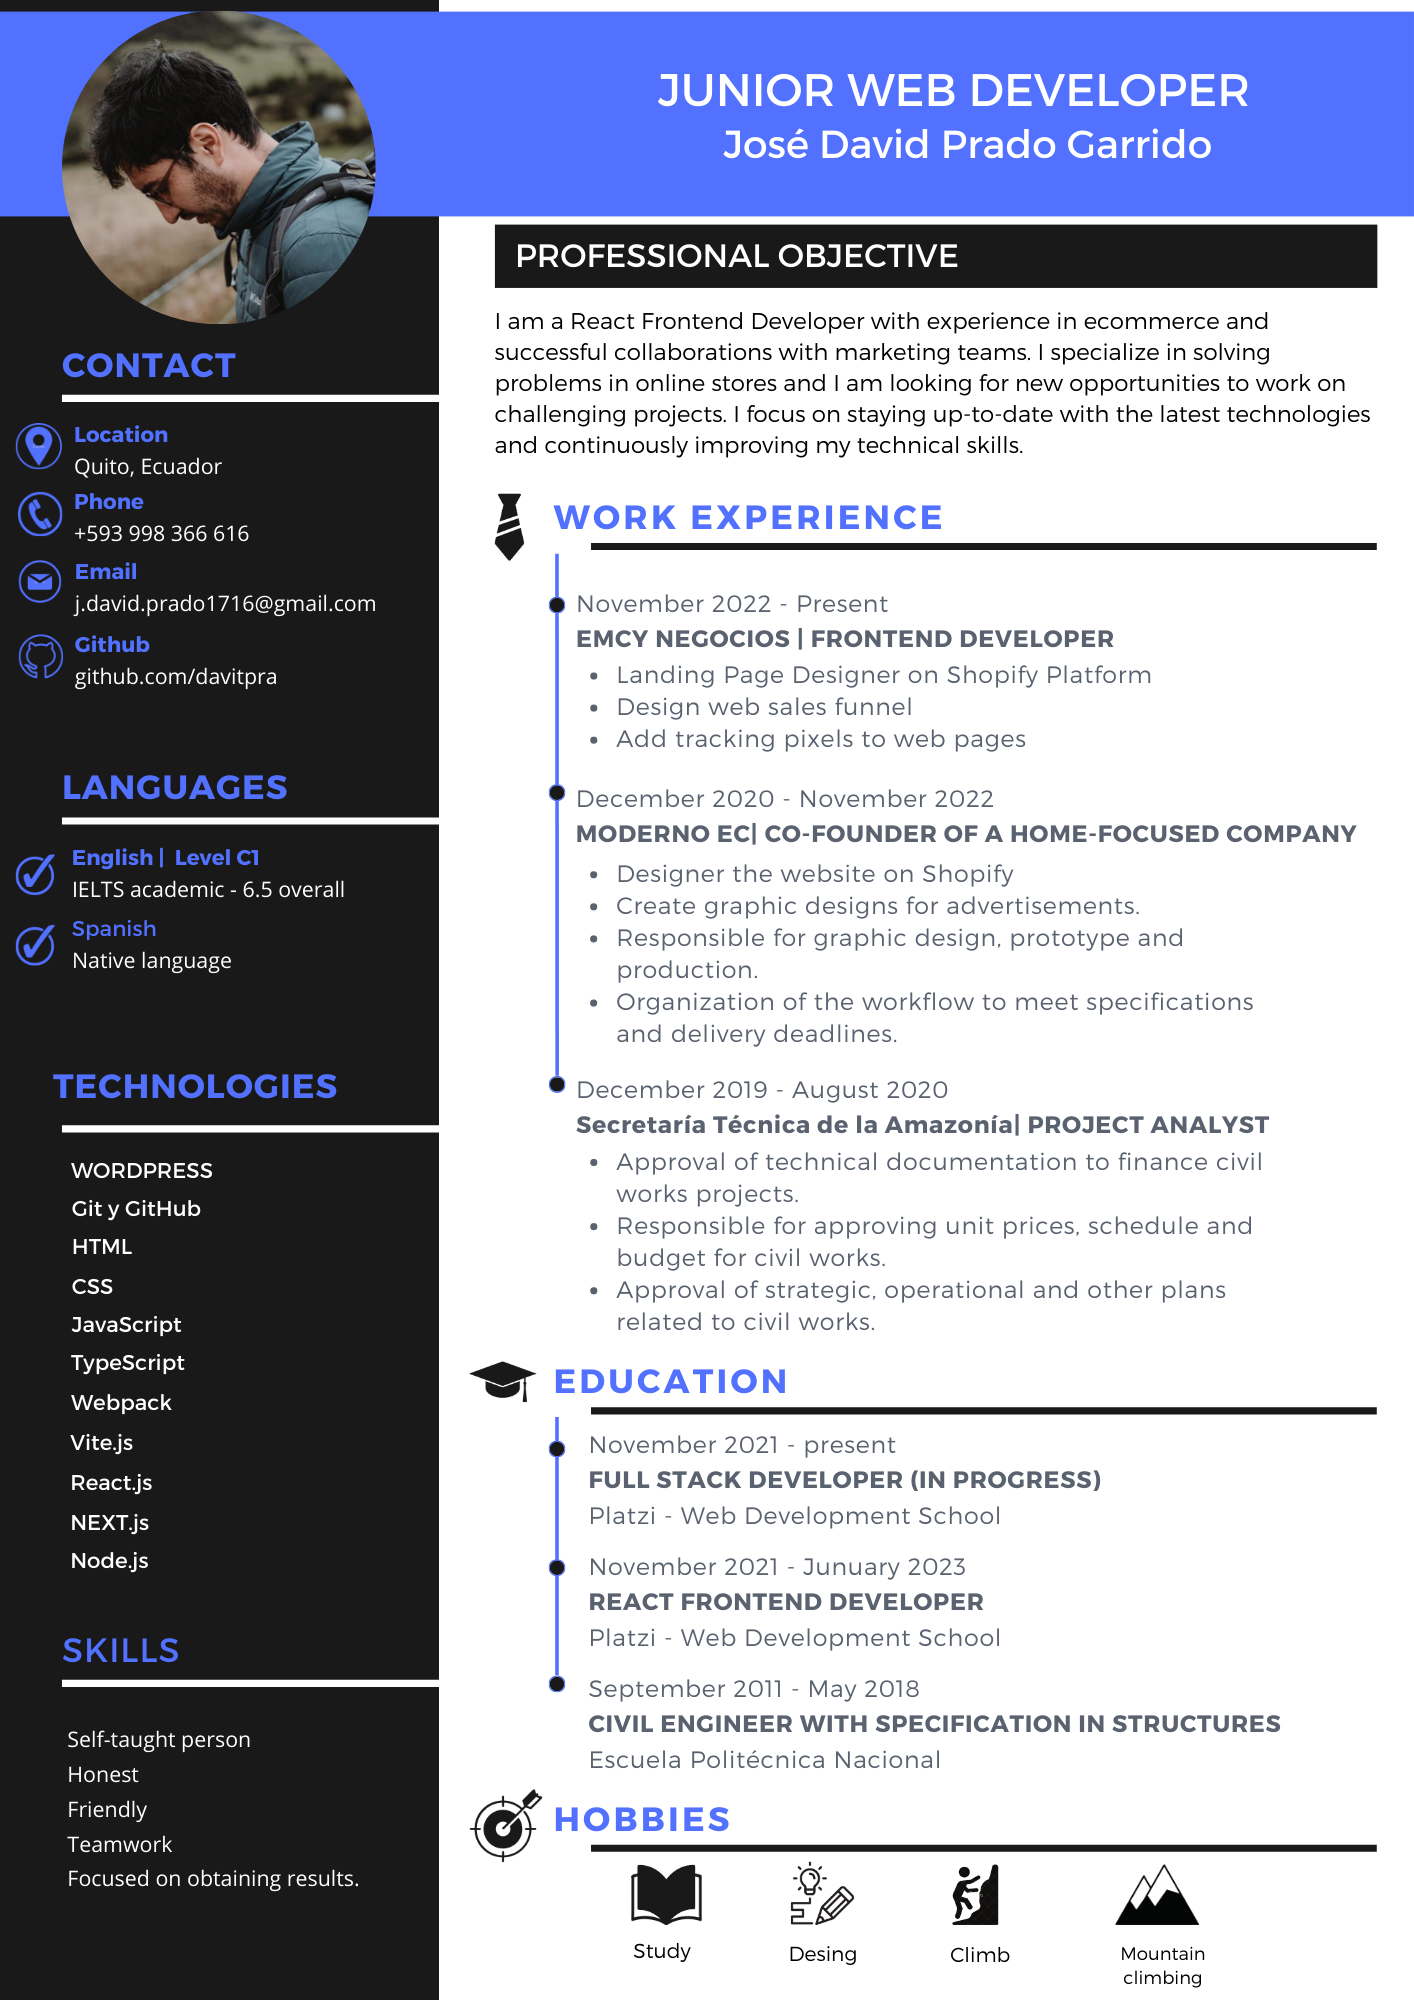 JUNIOR WEB DEVELOPER
José David Prado Garrido
CONTACT
Location
Quito, Ecuador
Phone
+593 998 366 616
Email
j.david.prado1716@gmail.com
Github
github.com/davitpra
LANGUAGES
English | Level C1
IELTS academic - 6.5 overall
Spanish
Native language
TECHNOLOGIES
WORDPRESS
Git y GitHub
HTML
CSS
JavaScript
TypeScript
Webpack
Vite.js
React.js
NEXT.js
Node.js
SKILLS
Self-taught person
Honest
Friendly
Teamwork
Focused on obtaining results.
PROFESSIONAL OBJECTIVE
I am a React Frontend Developer with experience in ecommerce and
successful collaborations with marketing teams. I specialize in solving
problems in online stores and I am looking for new opportunities to work on
challenging projects. I focus on staying up-to-date with the latest technologies
and continuously improving my technical skills.
WORK EXPERIENCE
November 2022 - Present
EMCY NEGOCIOS | FRONTEND DEVELOPER
• Landing Page Designer on Shopify Platform
• Design web sales funnel
• Add tracking pixels to web pages
December 2020 - November 2022
MODERNO EC| CO-FOUNDER OF A HOME-FOCUSED COMPANY
• Designer the website on Shopify
• Create graphic designs for advertisements.
• Responsible for graphic design, prototype and
production.
• Organization of the workflow to meet specifications
and delivery deadlines.
December 2019 - August 2020
Secretaría Técnica de la Amazonía| PROJECT ANALYST
• Approval of technical documentation to finance civil
works projects.
• Responsible for approving unit prices, schedule and
budget for civil works.
• Approval of strategic, operational and other plans
related to civil works.
EDUCATION
November 2021 - present
FULL STACK DEVELOPER (IN PROGRESS)
Platzi - Web Development School
November 2021 - Junuary 2023
REACT FRONTEND DEVELOPER
Platzi - Web Development School
September 2011 - May 2018
CIVIL ENGINEER WITH SPECIFICATION IN STRUCTURES
Escuela Politécnica Nacional
HOBBIES
Study
Desing
Climb
Mountain
climbing